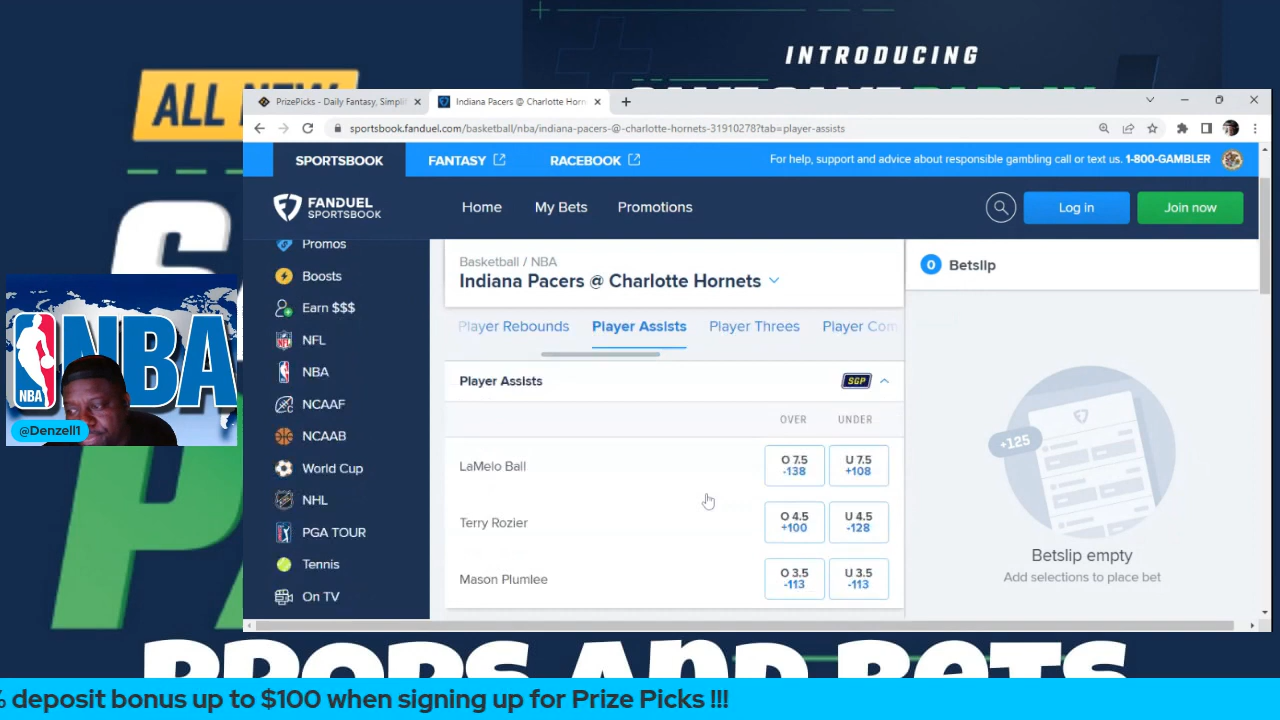 ALL NEW
INTRODUCING
PrizePicks - Daily Fantasy, Simpli
Indiana Pacers @ Charlotte Horn
sportsbook.fanduel.com/basketball/nba/indiana-pacers-@-charlotte-hornets-31910278?tab=player-assists
SPORTSBOOK
FANTASY
RACEBOOK
For help, support and advice about responsible gambling call or text us. 1-800-GAMBLER
FANDUEL
SPORTSBOOK
Home
My Bets
Promotions
Log in
Join now
Promos
Boosts
Earn $$$
NFL
NBA
NCAAF
NCAAB
World Cup
NHL
PGA TOUR
Tennis
On TV
Basketball / NBA
Indiana Pacers @ Charlotte Hornets
Player Rebounds
Player Assists
Player Threes
Player Com
Player Assists
SGP
OVER
UNDER
LaMelo Ball
O 7.5
-138
U 7.5
+108
Terry Rozier
O 4.5
+100
U 4.5
-128
Mason Plumlee
O 3.5
-113
U 3.5
-113
0
Betslip
+125
Betslip empty
Add selections to place bet
NBA
NBA
@Denzell1
PROPS AND BETS
% deposit bonus up to $100 when signing up for Prize Picks !!!